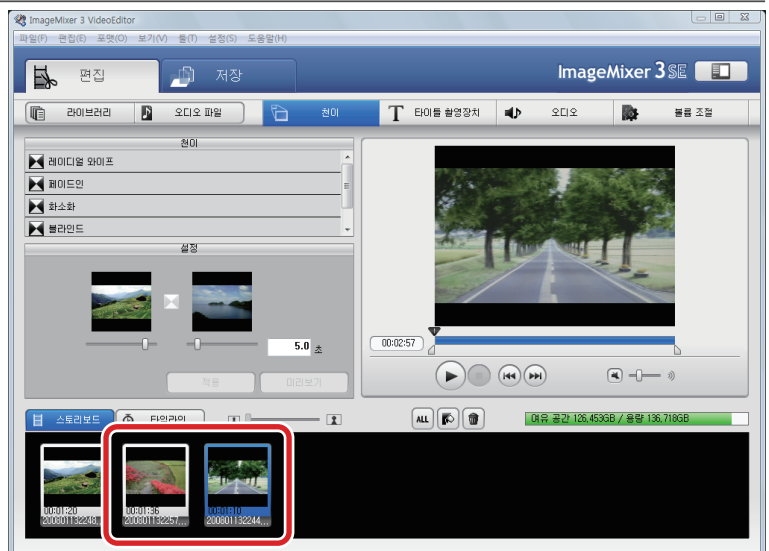 ImageMixer 3 VideoEditor
파일(F) 편집(E) 포맷(O) 보기(V) 툴(T) 설정(S) 도움말(H)
편집 저장 ImageMixer 3 SE
라이브러리 오디오 파일 천이 T 타이틀 촬영장치 오디오 볼륨 조절
천이
레이디얼 와이프
페이드인
화소화
블라인드
설정
5.0 초
적용 미리보기
00:02:57
스토리보드 타임라인 ALL 여유 공간 126,453GB / 용량 136,718GB
00:01:20 00:01:36 00:01:10
200801132248... 200801132257... 200801132244...